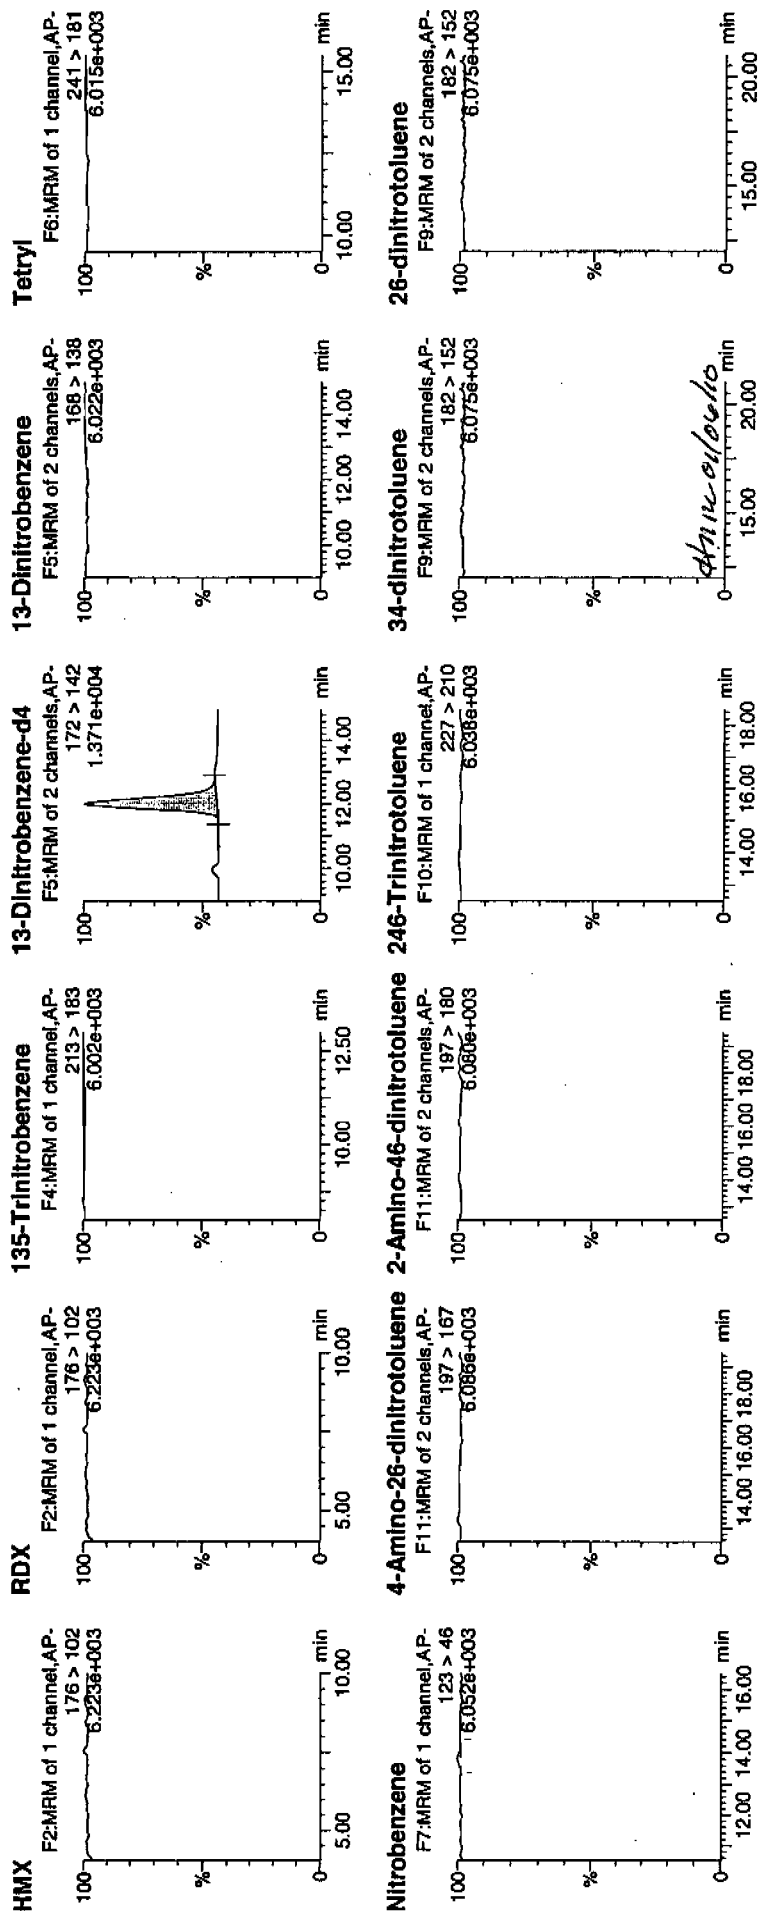 HMX
F2:MRM of 1 channel,AP-
176 > 102
6.223e+003
100
%
0
5.00
10.00
min
RDX
F2:MRM of 1 channel,AP-
176 > 102
6.223e+003
100
%
0
5.00
10.00
min
135-Trinitrobenzene
F4:MRM of 1 channel,AP-
213 > 183
6.002e+003
100
%
0
10.00
12.50
min
13-Dinitrobenzene-d4
F5:MRM of 2 channels,AP-
172 > 142
1.371e+004
100
%
0
10.00
12.00
14.00
min
13-Dinitrobenzene
F5:MRM of 2 channels,AP-
168 > 138
6.022e+003
100
%
0
10.00
12.00
14.00
min
Tetryl
F6:MRM of 1 channel,AP-
241 > 181
6.015e+003
100
%
0
10.00
15.00
min
Nitrobenzene
F7:MRM of 1 channel,AP-
123 > 46
6.052e+003
100
%
0
12.00
14.00
16.00
min
4-Amino-26-dinitrotoluene
F11:MRM of 2 channels,AP-
197 > 167
6.086e+003
100
%
0
14.00
16.00
18.00
min
2-Amino-46-dinitrotoluene
F11:MRM of 2 channels,AP-
197 > 180
6.080e+003
100
%
0
14.00
16.00
18.00
min
246-Trinitrotoluene
F10:MRM of 1 channel,AP-
227 > 210
6.038e+003
100
%
0
14.00
16.00
18.00
min
34-dinitrotoluene
F9:MRM of 2 channels,AP-
182 > 152
6.075e+003
100
%
0
15.00
20.00
min
01/06/10
26-dinitrotoluene
F9:MRM of 2 channels,AP-
182 > 152
6.075e+003
100
%
0
15.00
20.00
min